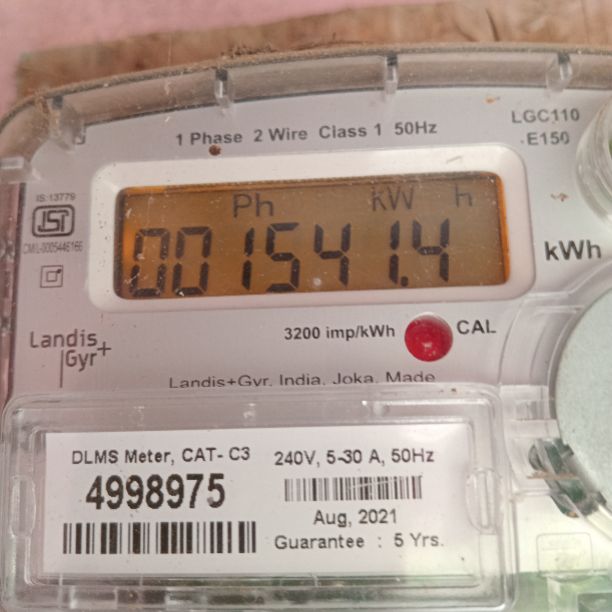 LGC110
E150
1 Phase 2 Wire Class 1 50Hz
IS:13779
CM/L-0005446166
Ph kW h
001541.4
kWh
3200 imp/kWh CAL
Landis
Gyr+
Landis+Gyr, India, Joka, Made
DLMS Meter, CAT- C3
4998975
240V, 5-30 A, 50Hz
Aug, 2021
Guarantee : 5 Yrs.